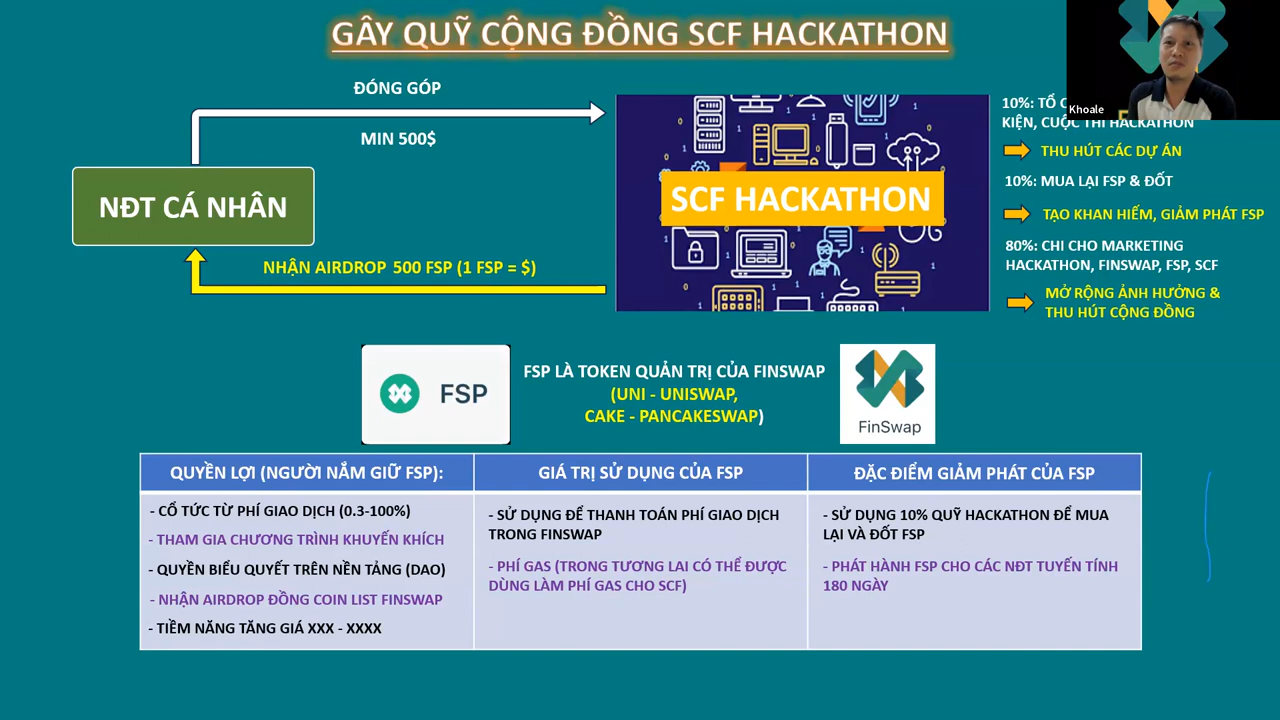 GÂY QUỸ CỘNG ĐỒNG SCF HACKATHON
ĐÓNG GÓP
MIN 500$
NĐT CÁ NHÂN
NHẬN AIRDROP 500 FSP (1 FSP = $)
SCF HACKATHON
Khoale
10%: TỔ
KIỆN, CUỘC THI HACKATHON
THU HÚT CÁC DỰ ÁN
10%: MUA LẠI FSP & ĐỐT
TẠO KHAN HIẾM, GIẢM PHÁT FSP
80%: CHI CHO MARKETING
HACKATHON, FINSWAP, FSP, SCF
MỞ RỘNG ẢNH HƯỞNG &
THU HÚT CỘNG ĐỒNG
FSP
FSP LÀ TOKEN QUẢN TRỊ CỦA FINSWAP
(UNI - UNISWAP,
CAKE - PANCAKESWAP)
FinSwap
QUYỀN LỢI (NGƯỜI NẮM GIỮ FSP):
- CỔ TỨC TỪ PHÍ GIAO DỊCH (0.3-100%)
- THAM GIA CHƯƠNG TRÌNH KHUYẾN KHÍCH
- QUYỀN BIỂU QUYẾT TRÊN NỀN TẢNG (DAO)
- NHẬN AIRDROP ĐỒNG COIN LIST FINSWAP
- TIỀM NĂNG TĂNG GIÁ XXX - XXXX
GIÁ TRỊ SỬ DỤNG CỦA FSP
- SỬ DỤNG ĐỂ THANH TOÁN PHÍ GIAO DỊCH
TRONG FINSWAP
- PHÍ GAS (TRONG TƯƠNG LAI CÓ THỂ ĐƯỢC
DÙNG LÀM PHÍ GAS CHO SCF)
ĐẶC ĐIỂM GIẢM PHÁT CỦA FSP
- SỬ DỤNG 10% QUỸ HACKATHON ĐỂ MUA
LẠI VÀ ĐỐT FSP
- PHÁT HÀNH FSP CHO CÁC NĐT TUYẾN TÍNH
180 NGÀY